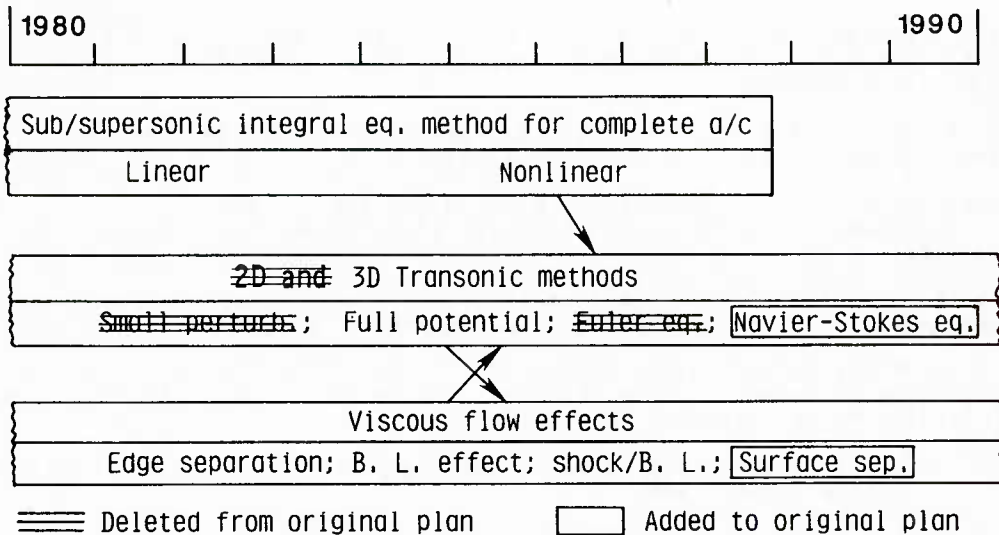 1980 1990
Sub/supersonic integral eq. method for complete a/c
Linear Nonlinear
2D and 3D Transonic methods
Small perturb.; Full potential; Euler eq.; Navier-Stokes eq.
Viscous flow effects
Edge separation; B. L. effect; shock/B. L.; Surface sep.
Deleted from original plan Added to original plan